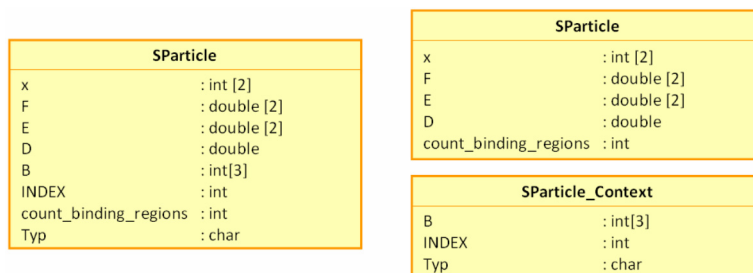 SParticle
x : int [2]
F : double [2]
E : double [2]
D : double
B : int[3]
INDEX : int
count_binding_regions : int
Typ : char
SParticle
x : int [2]
F : double [2]
E : double [2]
D : double
count_binding_regions : int
SParticle_Context
B : int[3]
INDEX : int
Typ : char